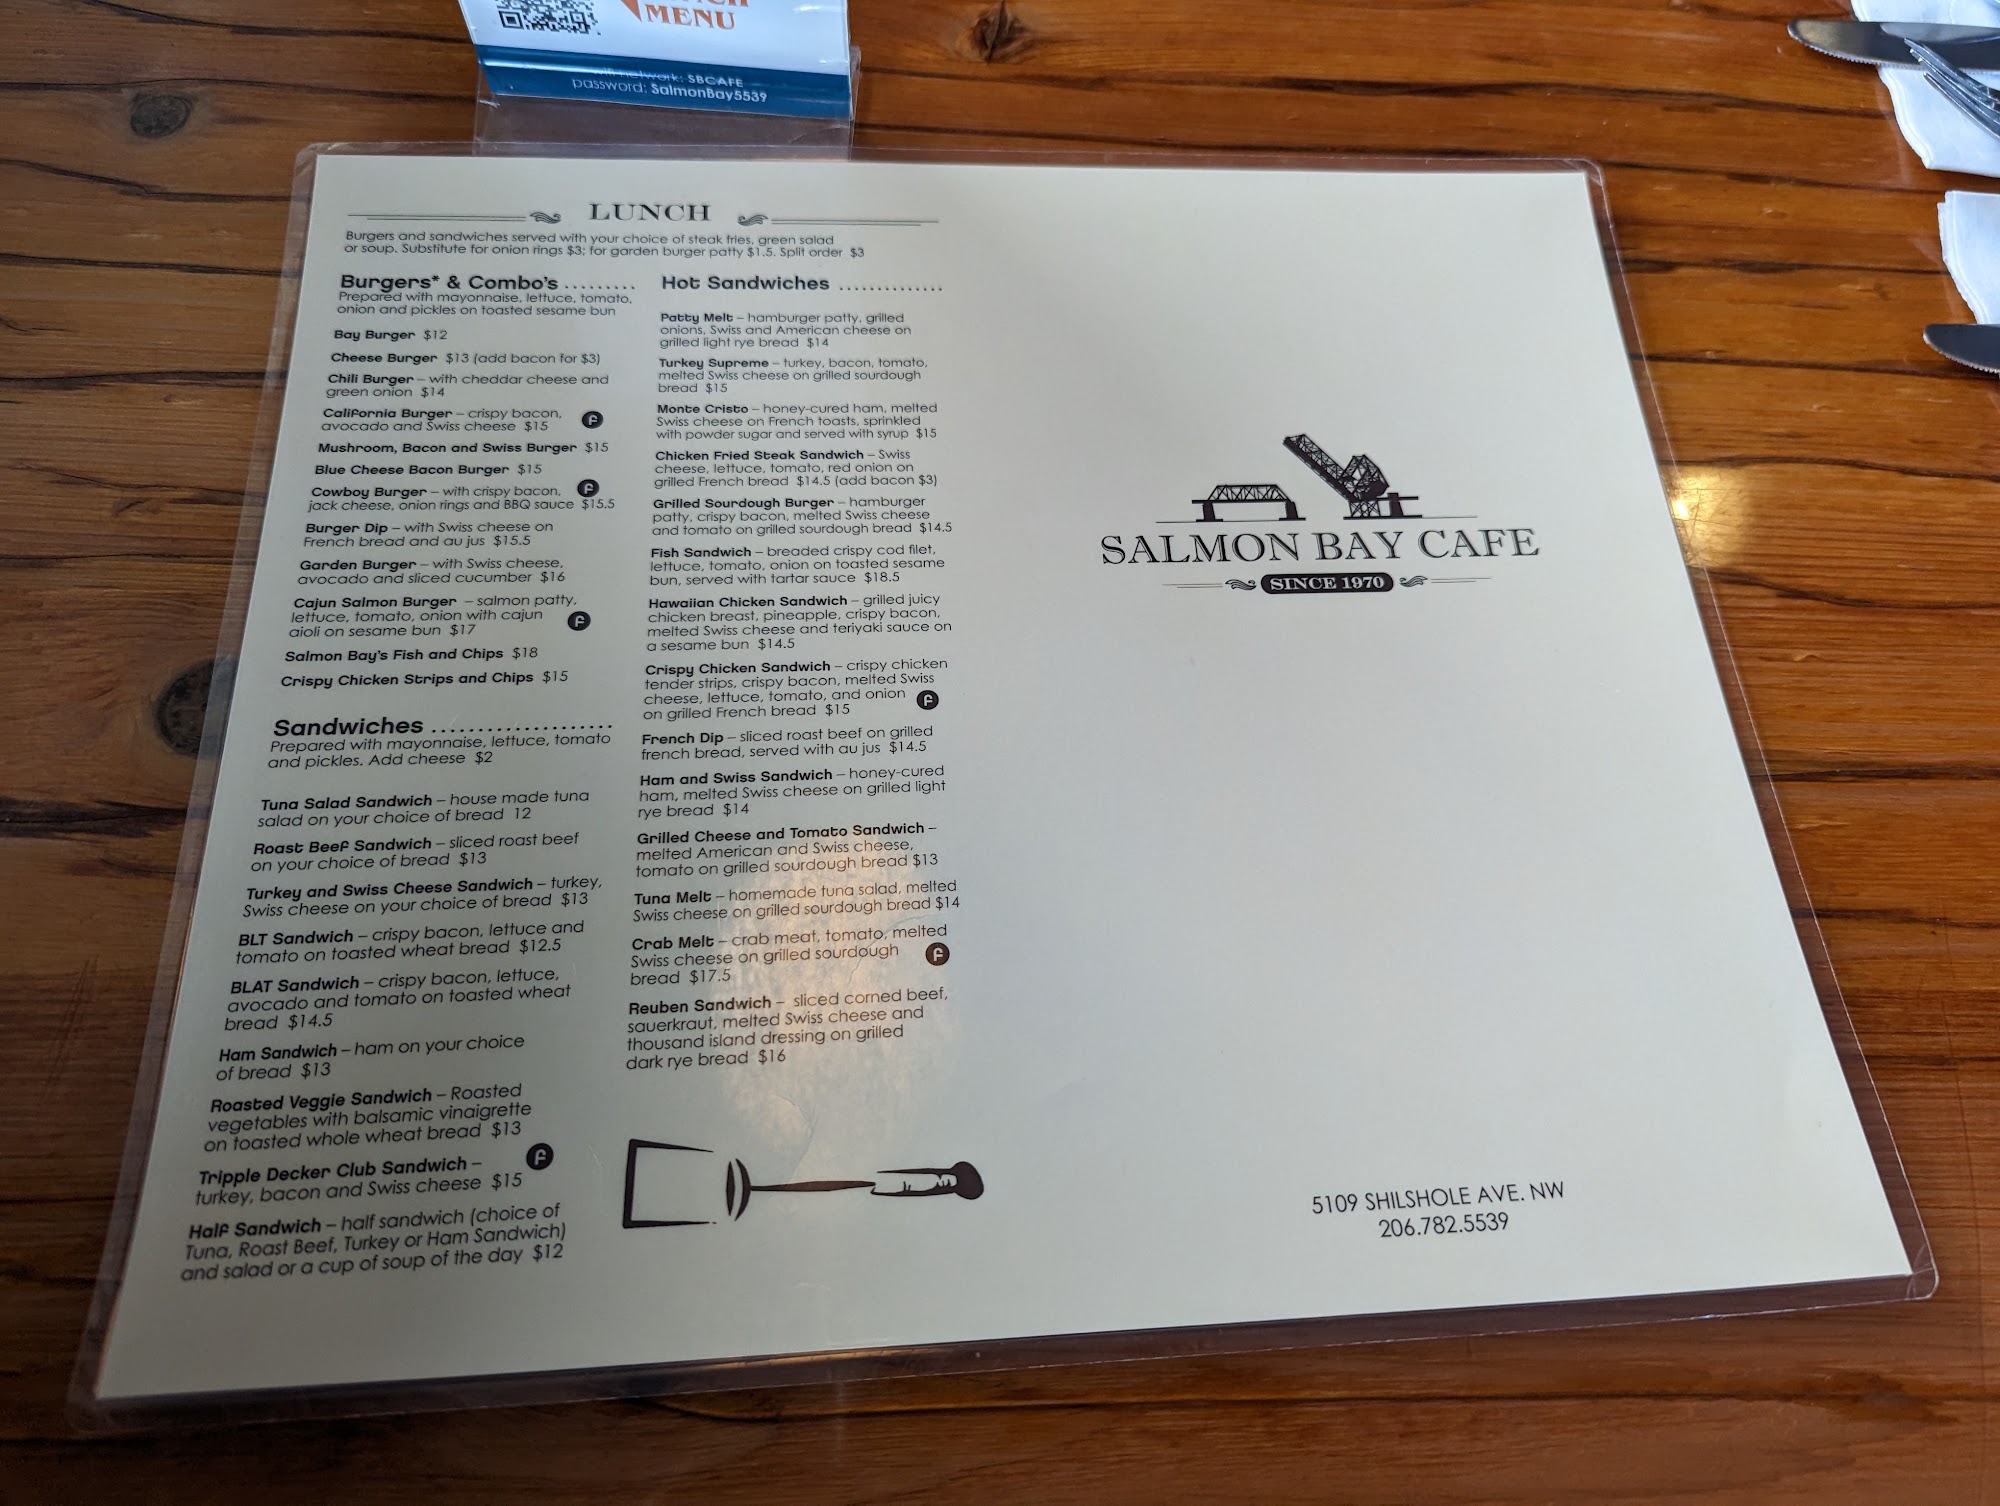 MENU
wifi network: SBCAFE
password: SalmonBay5539
LUNCH
Burgers and sandwiches served with your choice of steak fries, green salad
or soup. Substitute for onion rings $3; for garden burger patty $1.5. Split order $3
Burgers* & Combo's .........
Prepared with mayonnaise, lettuce, tomato,
onion and pickles on toasted sesame bun
Bay Burger $12
Cheese Burger $13 (add bacon for $3)
Chili Burger – with cheddar cheese and
green onion $14
California Burger – crispy bacon,
avocado and Swiss cheese $15
Mushroom, Bacon and Swiss Burger $15
Blue Cheese Bacon Burger $15
Cowboy Burger – with crispy bacon,
jack cheese, onion rings and BBQ sauce $15.5
Burger Dip – with Swiss cheese on
French bread and au jus $15.5
Garden Burger – with Swiss cheese,
avocado and sliced cucumber $16
Cajun Salmon Burger – salmon patty,
lettuce, tomato, onion with cajun
aioli on sesame bun $17
Salmon Bay's Fish and Chips $18
Crispy Chicken Strips and Chips $15
Sandwiches ....................
Prepared with mayonnaise, lettuce, tomato
and pickles. Add cheese $2
Tuna Salad Sandwich – house made tuna
salad on your choice of bread 12
Roast Beef Sandwich – sliced roast beef
on your choice of bread $13
Turkey and Swiss Cheese Sandwich – turkey,
Swiss cheese on your choice of bread $13
BLT Sandwich – crispy bacon, lettuce and
tomato on toasted wheat bread $12.5
BLAT Sandwich – crispy bacon, lettuce,
avocado and tomato on toasted wheat
bread $14.5
Ham Sandwich – ham on your choice
of bread $13
Roasted Veggie Sandwich – Roasted
vegetables with balsamic vinaigrette
on toasted whole wheat bread $13
Tripple Decker Club Sandwich –
turkey, bacon and Swiss cheese $15
Half Sandwich – half sandwich (choice of
Tuna, Roast Beef, Turkey or Ham Sandwich)
and salad or a cup of soup of the day $12
Hot Sandwiches ..............
Patty Melt – hamburger patty, grilled
onions, Swiss and American cheese on
grilled light rye bread $14
Turkey Supreme – turkey, bacon, tomato,
melted Swiss cheese on grilled sourdough
bread $15
Monte Cristo – honey-cured ham, melted
Swiss cheese on French toasts, sprinkled
with powder sugar and served with syrup $15
Chicken Fried Steak Sandwich – Swiss
cheese, lettuce, tomato, red onion on
grilled French bread $14.5 (add bacon $3)
Grilled Sourdough Burger – hamburger
patty, crispy bacon, melted Swiss cheese
and tomato on grilled sourdough bread $14.5
Fish Sandwich – breaded crispy cod filet,
lettuce, tomato, onion on toasted sesame
bun, served with tartar sauce $18.5
Hawaiian Chicken Sandwich – grilled juicy
chicken breast, pineapple, crispy bacon,
melted Swiss cheese and teriyaki sauce on
a sesame bun $14.5
Crispy Chicken Sandwich – crispy chicken
tender strips, crispy bacon, melted Swiss
cheese, lettuce, tomato, and onion
on grilled French bread $15
French Dip – sliced roast beef on grilled
french bread, served with au jus $14.5
Ham and Swiss Sandwich – honey-cured
ham, melted Swiss cheese on grilled light
rye bread $14
Grilled Cheese and Tomato Sandwich –
melted American and Swiss cheese,
tomato on grilled sourdough bread $13
Tuna Melt – homemade tuna salad, melted
Swiss cheese on grilled sourdough bread $14
Crab Melt – crab meat, tomato, melted
Swiss cheese on grilled sourdough
bread $17.5
Reuben Sandwich – sliced corned beef,
sauerkraut, melted Swiss cheese and
thousand island dressing on grilled
dark rye bread $16
SALMON BAY CAFE
SINCE 1970
5109 SHILSHOLE AVE. NW
206.782.5539